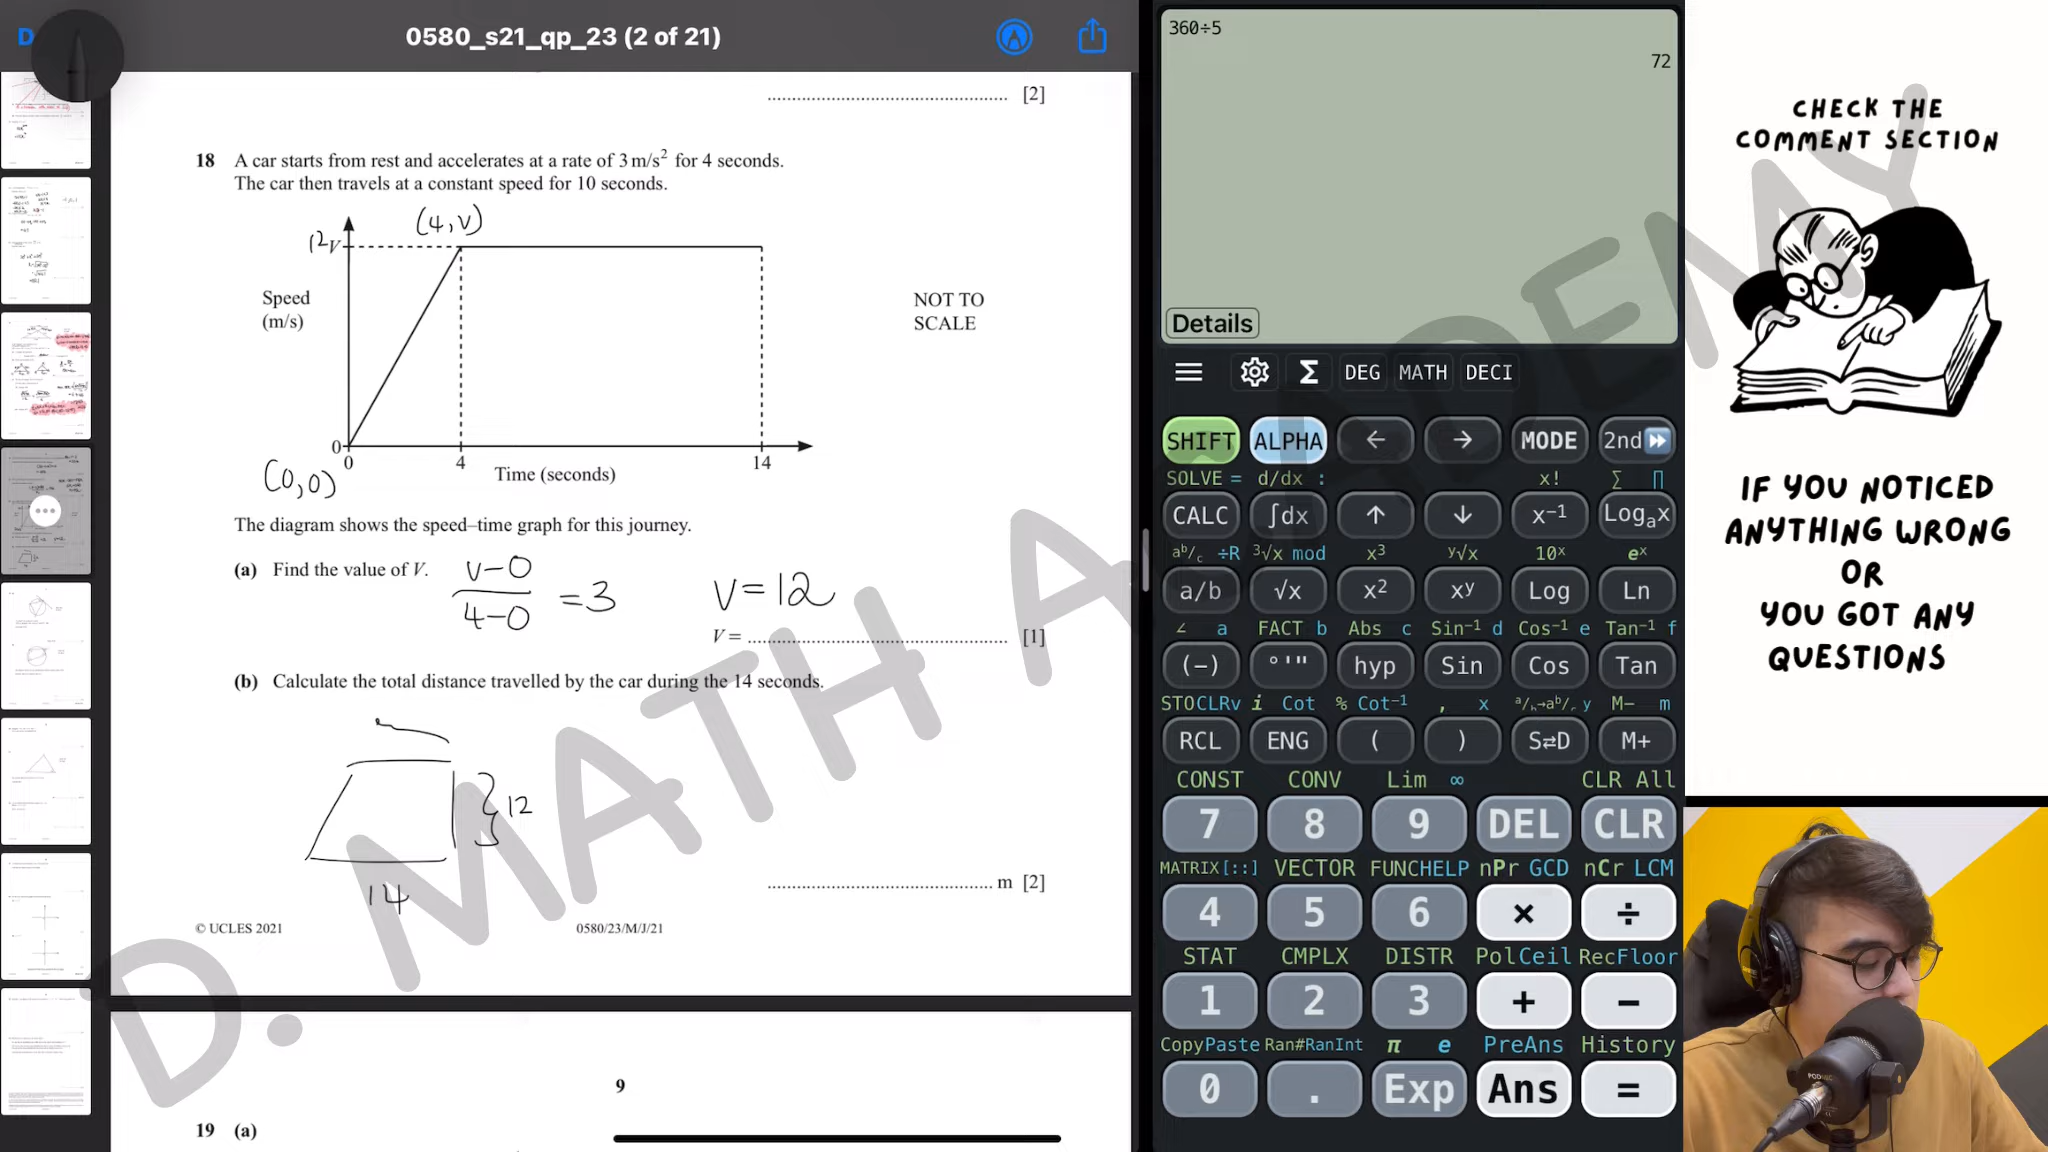 0580_s21_qp_23 (2 of 21)
[2]
18 A car starts from rest and accelerates at a rate of 3 m/s² for 4 seconds.
The car then travels at a constant speed for 10 seconds.
(4, V)
12 V
Speed
(m/s)
NOT TO
SCALE
0
0 4 14
Time (seconds)
(0,0)
The diagram shows the speed–time graph for this journey.
(a) Find the value of V.
V-0
4-0
=3
V=12
V = ................................................ [1]
(b) Calculate the total distance travelled by the car during the 14 seconds.
12
14
................................................ m [2]
© UCLES 2021
0580/23/M/J/21
9
19 (a)
D. MATH ACADEMY
360÷5
72
Details
DEG MATH DECI
SHIFT ALPHA ← → MODE 2nd
SOLVE = d/dx : x! ∑ ∏
CALC ∫dx ↑ ↓ x⁻¹ Logₐx
aᵇ/c ÷R ³√x mod x³ ʸ√x 10ˣ eˣ
a/b √x x² xʸ Log Ln
∠ a FACT b Abs c Sin⁻¹ d Cos⁻¹ e Tan⁻¹ f
(−) °'" hyp Sin Cos Tan
STO CLRv i Cot % Cot⁻¹ , x y M− m
RCL ENG ( ) S⇄D M+
CONST CONV Lim ∞ CLR All
7 8 9 DEL CLR
MATRIX [::] VECTOR FUNC HELP nPr GCD nCr LCM
4 5 6 × ÷
STAT CMPLX DISTR Pol Ceil Rec Floor
1 2 3 + −
Copy Paste Ran# RanInt π e PreAns History
0 . Exp Ans =
CHECK THE
COMMENT SECTION
IF YOU NOTICED
ANYTHING WRONG
OR
YOU GOT ANY
QUESTIONS